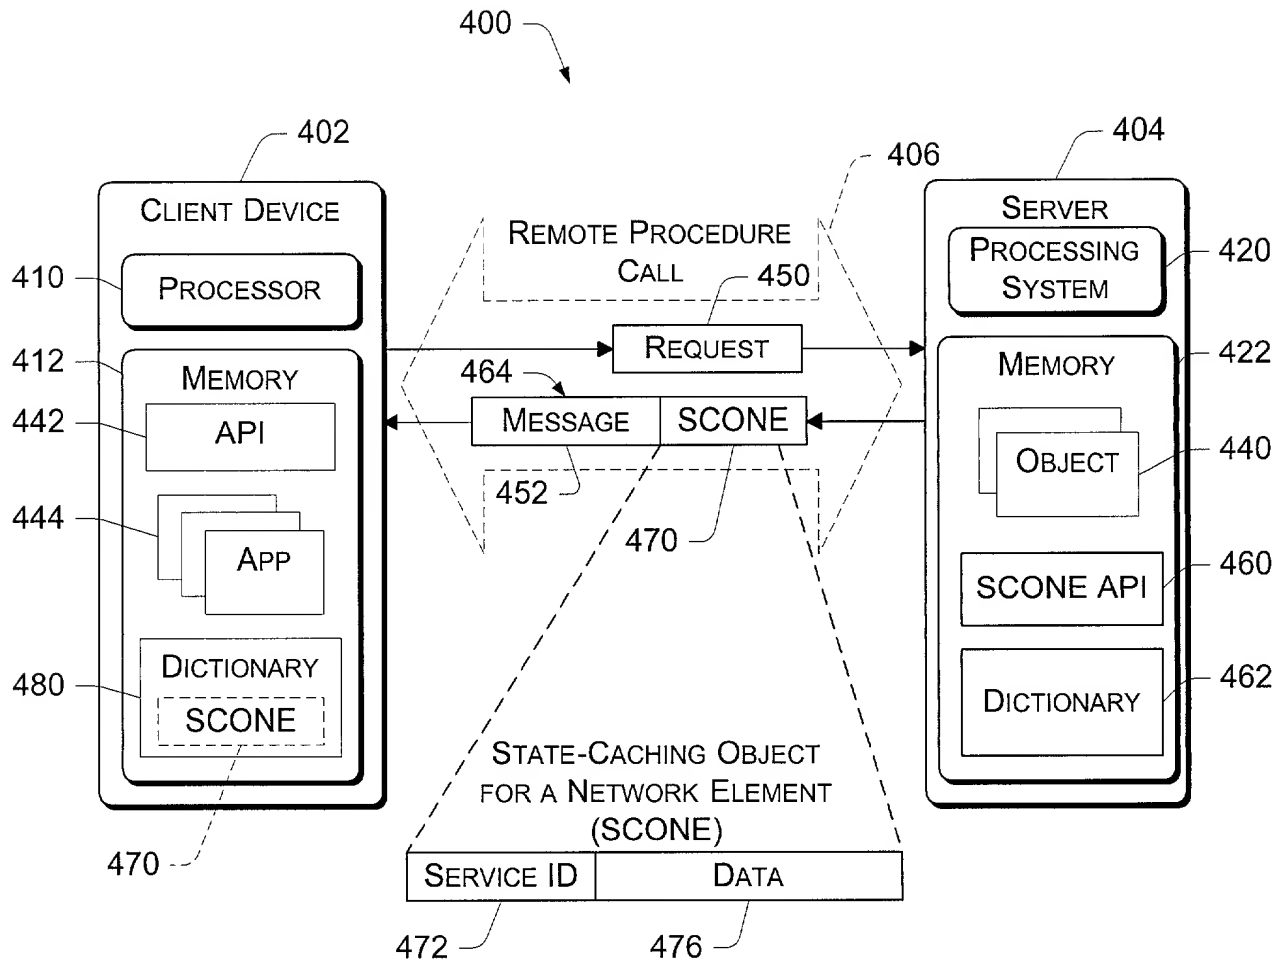 400
402
404
406
CLIENT DEVICE
SERVER
REMOTE PROCEDURE
CALL
410
PROCESSOR
PROCESSING
SYSTEM
420
450
REQUEST
412
MEMORY
MEMORY
422
464
442
API
MESSAGE
SCONE
OBJECT
440
452
470
444
APP
SCONE API
460
480
DICTIONARY
SCONE
DICTIONARY
462
STATE-CACHING OBJECT
FOR A NETWORK ELEMENT
(SCONE)
470
SERVICE ID
DATA
472
476